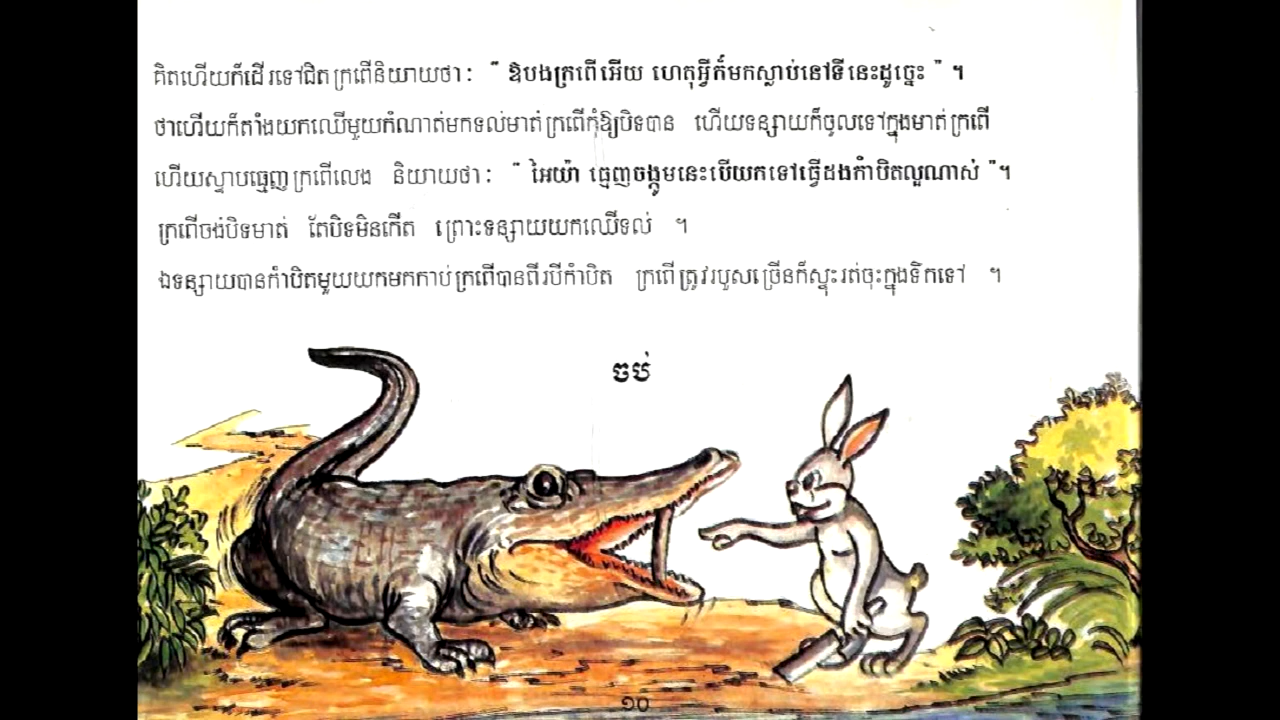 គិតហើយក៏ដើរទៅជិតក្រពើនិយាយថា: " ឱបងក្រពើអើយ ហេតុអ្វីក៏មកស្លាប់នៅទីនេះដូច្នេះ " ។
ថាហើយក៏តាំងយកឈើមួយកំណាត់មកទល់មាត់ក្រពើកុំឱ្យបិទបាន ហើយទន្សាយក៏ចូលទៅក្នុងមាត់ក្រពើ
ហើយស្ទាបធ្មេញក្រពើលេង និយាយថា: " អៃយ៉ា ធ្មេញចង្កូមនេះបើយកទៅធ្វើដងកាំបិតល្អណាស់ "។
ក្រពើចង់បិទមាត់ តែបិទមិនកើត ព្រោះទន្សាយយកឈើទល់ ។
ឯទន្សាយបានកាំបិតមួយយកមកកាប់ក្រពើបានពីរបីកាំបិត ក្រពើត្រូវរបួសច្រើនក៏ស្ទុះរត់ចុះក្នុងទឹកទៅ ។
ចប់
១០